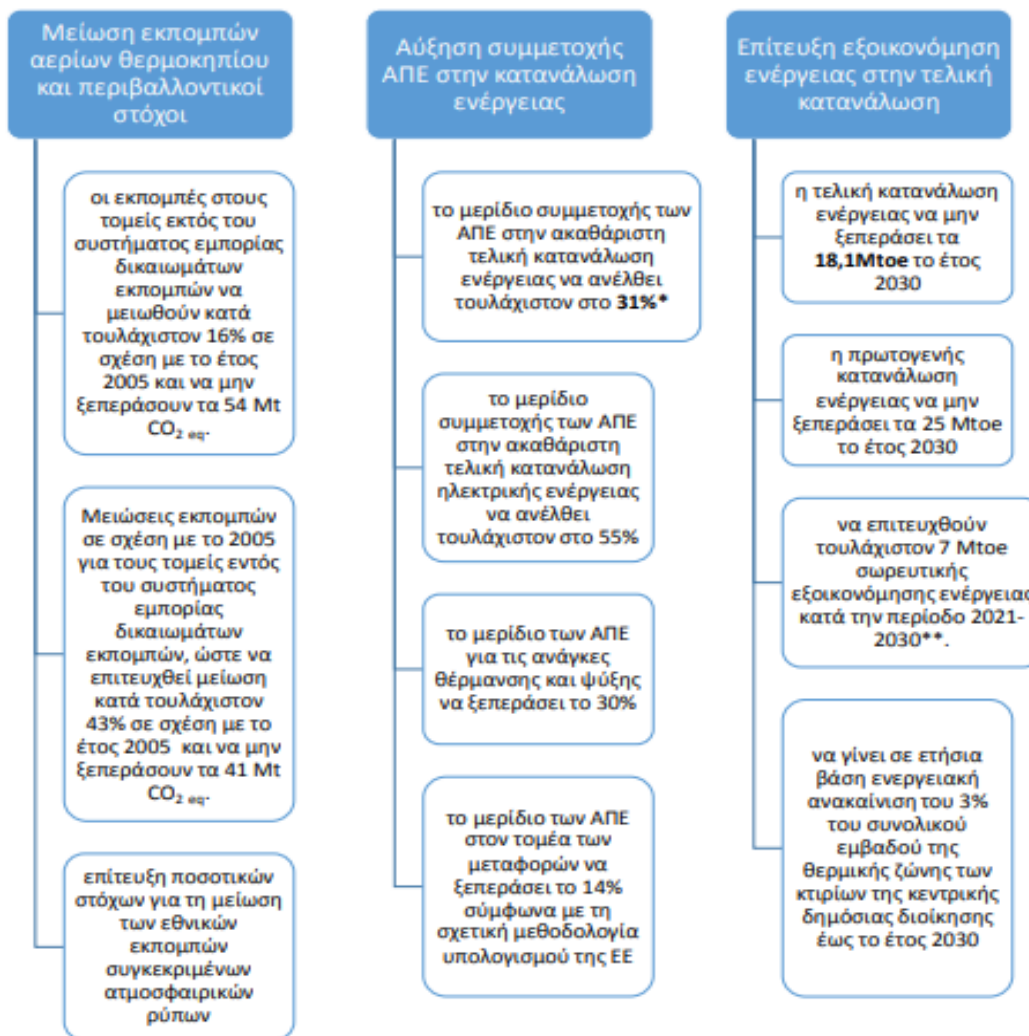 Μείωση εκπομπών
αερίων θερμοκηπίου
και περιβαλλοντικοί
στόχοι
οι εκπομπές στους
τομείς εκτός του
συστήματος εμπορίας
δικαιωμάτων
εκπομπών να
μειωθούν κατά
τουλάχιστον 16% σε
σχέση με το έτος
2005 και να μην
ξεπεράσουν τα 54 Mt
CO2 eq.
Μειώσεις εκπομπών
σε σχέση με το 2005
για τους τομείς εντός
του συστήματος
εμπορίας
δικαιωμάτων
εκπομπών, ώστε να
επιτευχθεί μείωση
κατά τουλάχιστον
43% σε σχέση με το
έτος 2005 και να μην
ξεπεράσουν τα 41 Mt
CO2 eq.
επίτευξη ποσοτικών
στόχων για τη μείωση
των εθνικών
εκπομπών
συγκεκριμένων
ατμοσφαιρικών
ρύπων
Αύξηση συμμετοχής
ΑΠΕ στην κατανάλωση
ενέργειας
το μερίδιο συμμετοχής των
ΑΠΕ στην ακαθάριστη
τελική κατανάλωση
ενέργειας να ανέλθει
τουλάχιστον στο 31%*
το μερίδιο
συμμετοχής των ΑΠΕ
στην ακαθάριστη
τελική κατανάλωση
ηλεκτρικής ενέργειας
να ανέλθει
τουλάχιστον στο 55%
το μερίδιο των ΑΠΕ
για τις ανάγκες
θέρμανσης και ψύξης
να ξεπεράσει το 30%
το μερίδιο των ΑΠΕ
στον τομέα των
μεταφορών να
ξεπεράσει το 14%
σύμφωνα με τη
σχετική μεθοδολογία
υπολογισμού της ΕΕ
Επίτευξη εξοικονόμηση
ενέργειας στην τελική
κατανάλωση
η τελική κατανάλωση
ενέργειας να μην
ξεπεράσει τα
18,1Mtoe το έτος
2030
η πρωτογενής
κατανάλωση
ενέργειας να μην
ξεπεράσει τα 25 Mtoe
το έτος 2030
να επιτευχθούν
τουλάχιστον 7 Mtoe
σωρευτικής
εξοικονόμησης ενέργειας
κατά την περίοδο 2021-
2030**.
να γίνει σε ετήσια
βάση ενεργειακή
ανακαίνιση του 3%
του συνολικού
εμβαδού της
θερμικής ζώνης των
κτιρίων της κεντρικής
δημόσιας διοίκησης
έως το έτος 2030